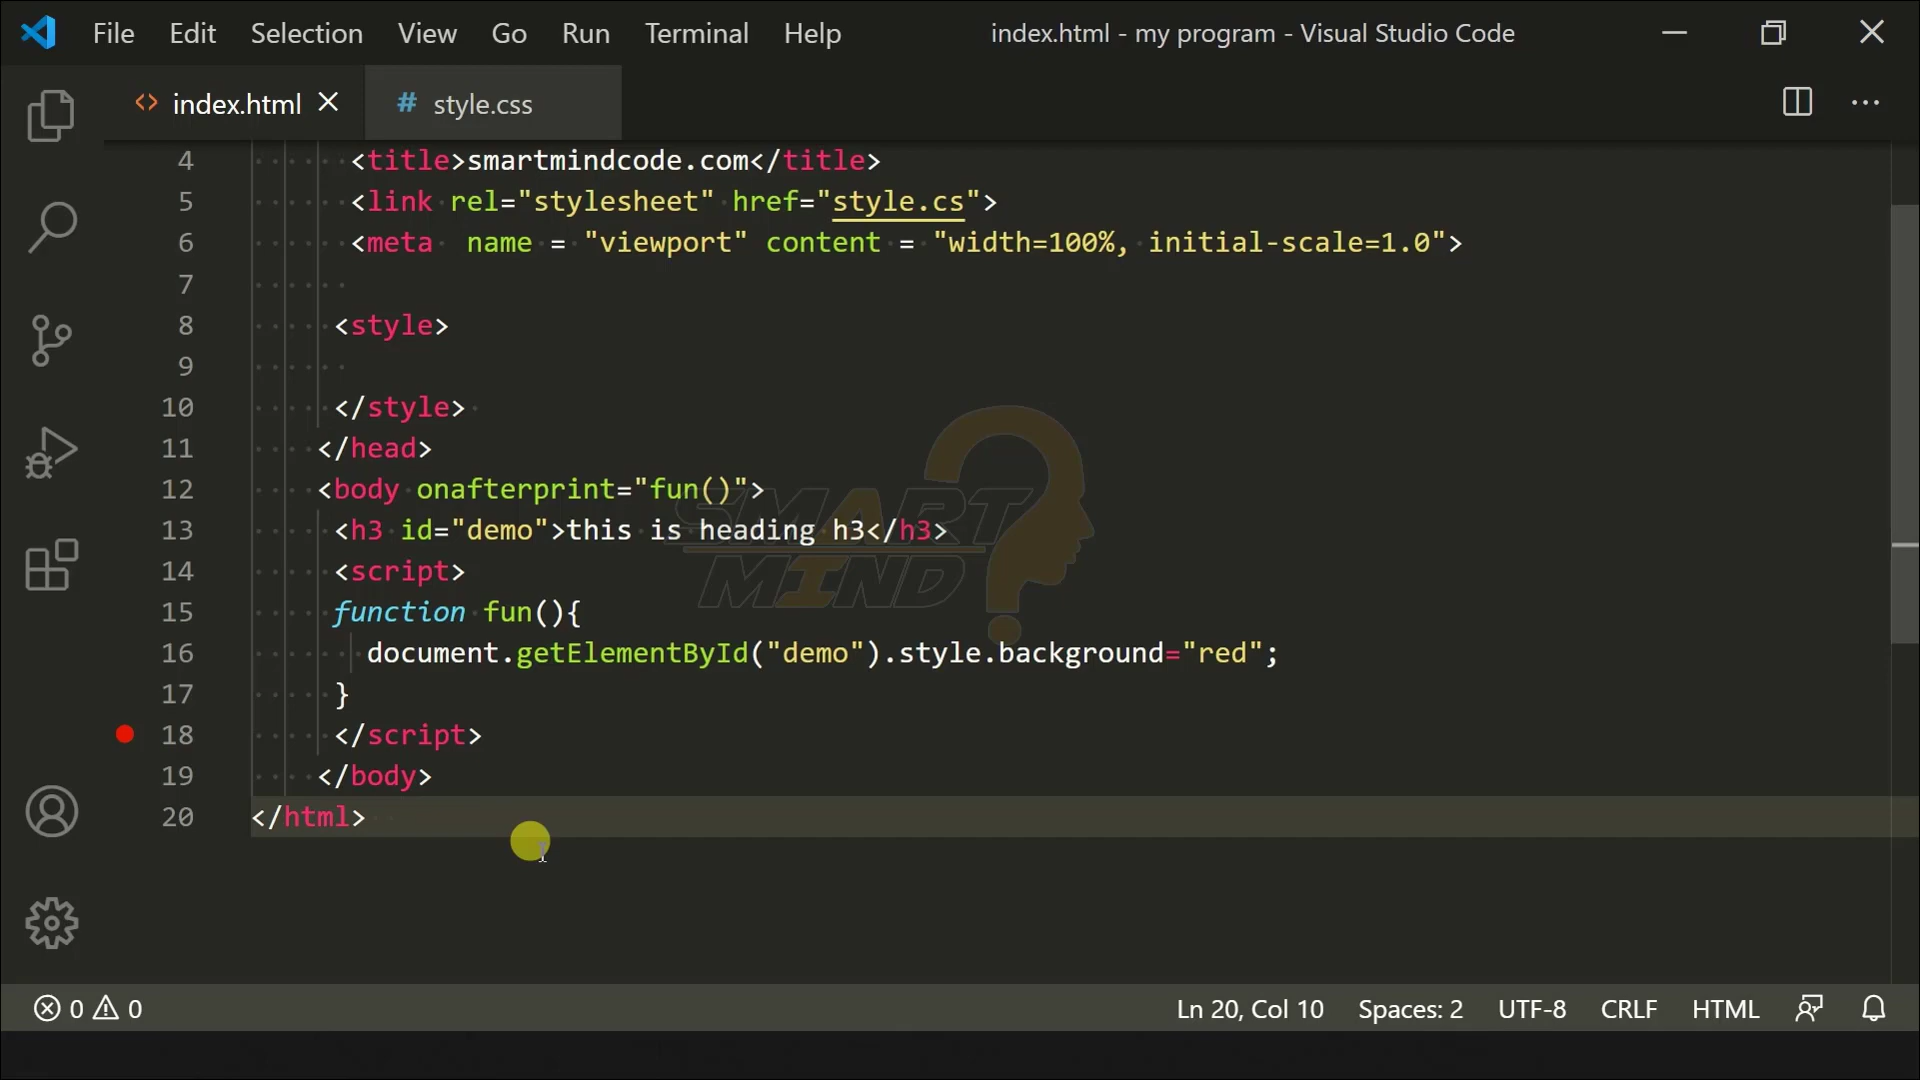 File Edit Selection View Go Run Terminal Help index.html - my program - Visual Studio Code
index.html style.css
4 <title>smartmindcode.com</title>
5 <link rel="stylesheet" href="style.cs">
6 <meta name = "viewport" content = "width=100%, initial-scale=1.0">
7
8 <style>
9
10 </style>
11 </head>
12 <body onafterprint="fun()">
13 <h3 id="demo">this is heading h3</h3>
14 <script>
15 function fun(){
16 document.getElementById("demo").style.background="red";
17 }
18 </script>
19 </body>
20 </html>
SMART
MIND
0 0 Ln 20, Col 10 Spaces: 2 UTF-8 CRLF HTML